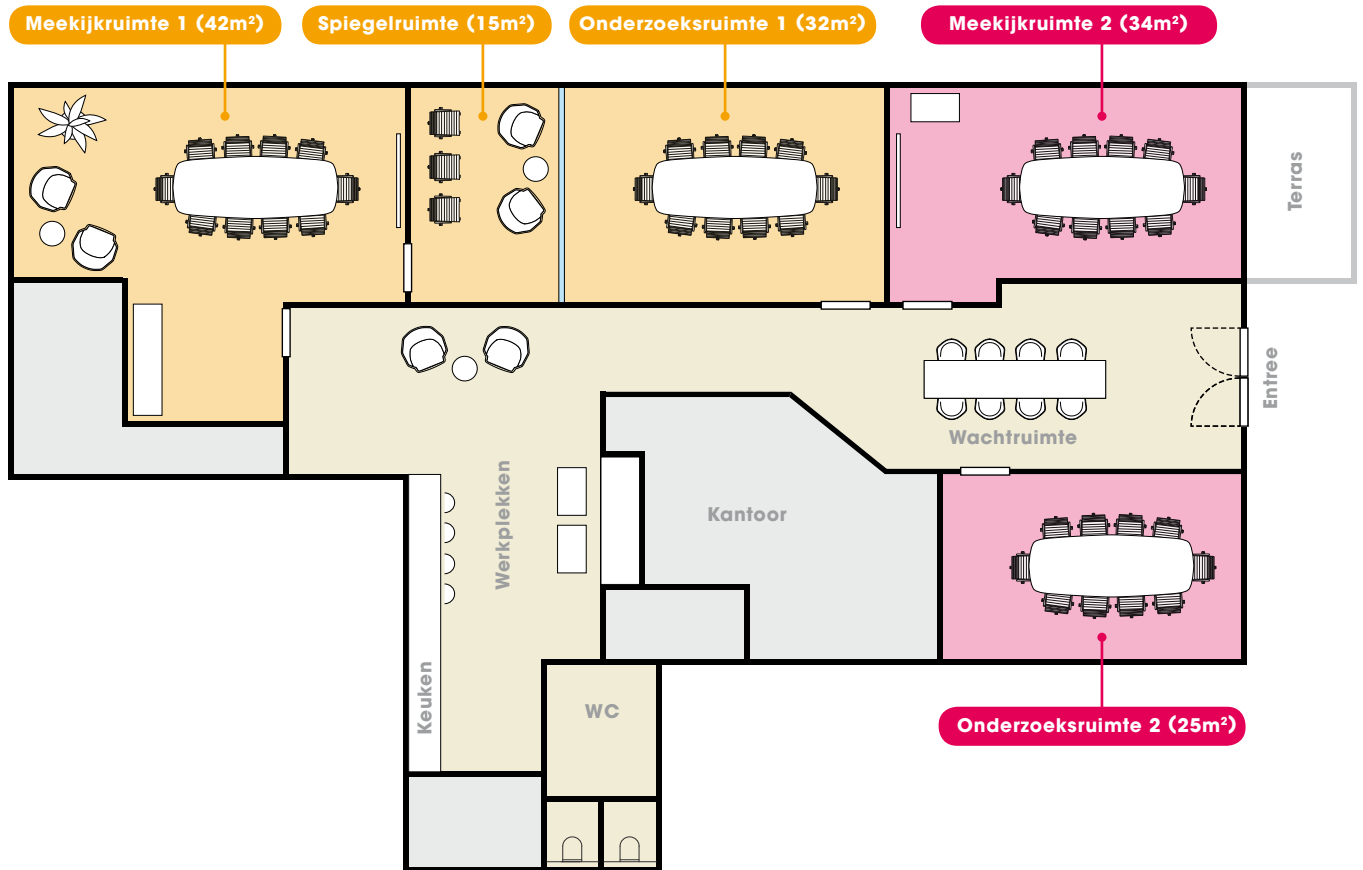 Meekijkruimte 1 (42m²)
Spiegelruimte (15m²)
Onderzoeksruimte 1 (32m²)
Meekijkruimte 2 (34m²)
Terras
Entree
Wachtruimte
Werkplekken
Kantoor
Keuken
WC
Onderzoeksruimte 2 (25m²)